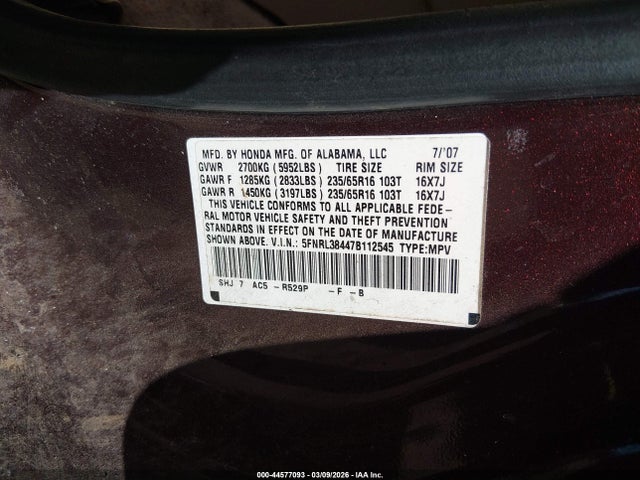 MFD. BY HONDA MFG. OF ALABAMA, LLC 7/'07
GVWR 2700KG (5952LBS) TIRE SIZE RIM SIZE
GAWR F 1285KG (2833LBS) 235/65R16 103T 16X7J
GAWR R 1450KG (3197LBS) 235/65R16 103T 16X7J
THIS VEHICLE CONFORMS TO ALL APPLICABLE FEDE-
RAL MOTOR VEHICLE SAFETY AND THEFT PREVENTION
STANDARDS IN EFFECT ON THE DATE OF MANUFACTURE
SHOWN ABOVE. V.I.N.: 5FNRL38447B112545 TYPE:MPV
SHJ 7 AC5 -R529P -F -B
000-44577093 - 03/09/2026 - IAA Inc.